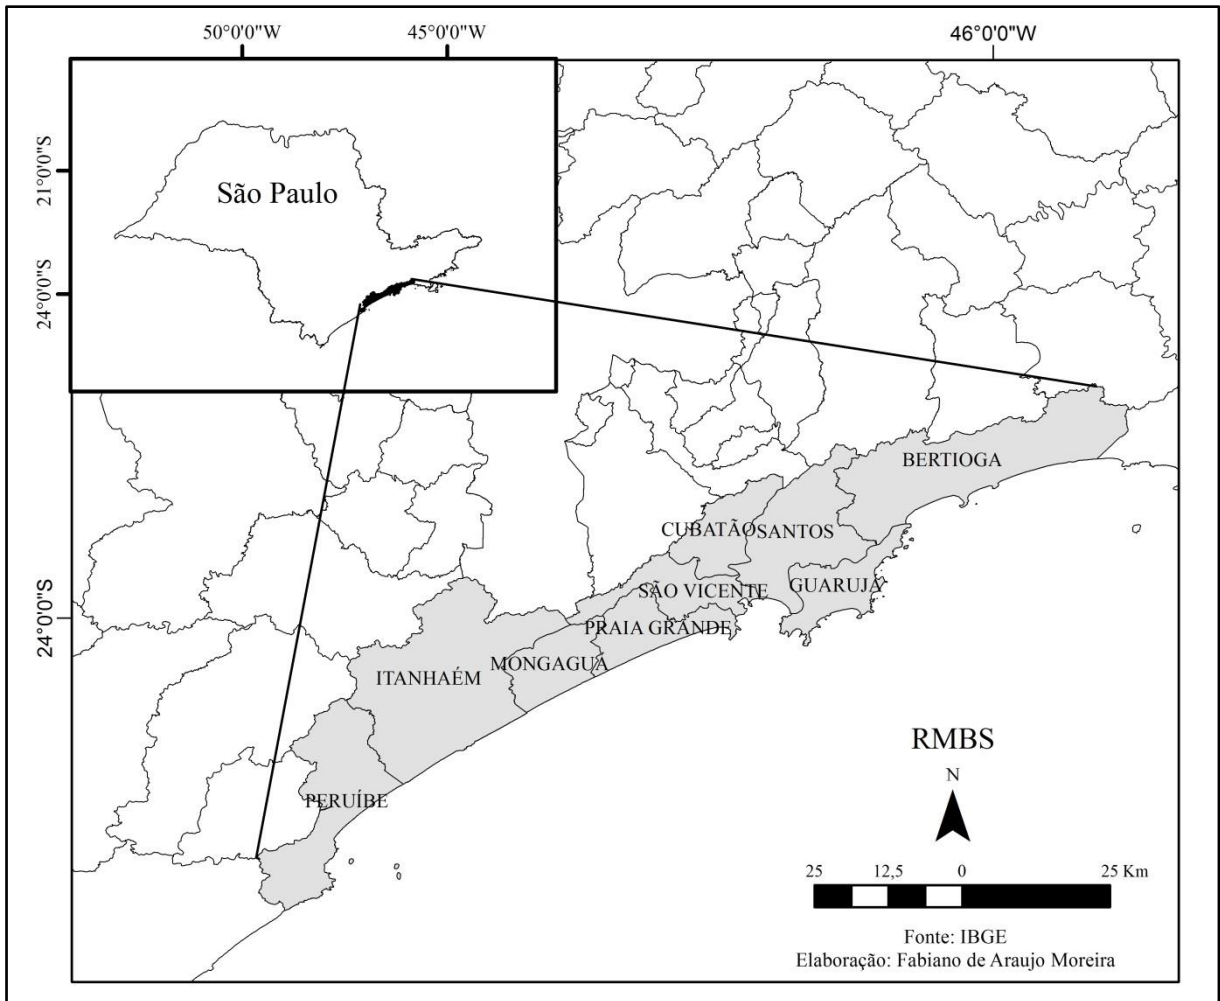 50°0'0"W 45°0'0"W 46°0'0"W
21°0'0"S
São Paulo
24°0'0"S
BERTIOGA
CUBATÃO SANTOS
GUARUJÁ
SÃO VICENTE
24°0'0"S
PRAIA GRANDE
MONGAGUA
ITANHAÉM
RMBS
N
PERUÍBE
25 12,5 0 25 Km
Fonte: IBGE
Elaboração: Fabiano de Araujo Moreira